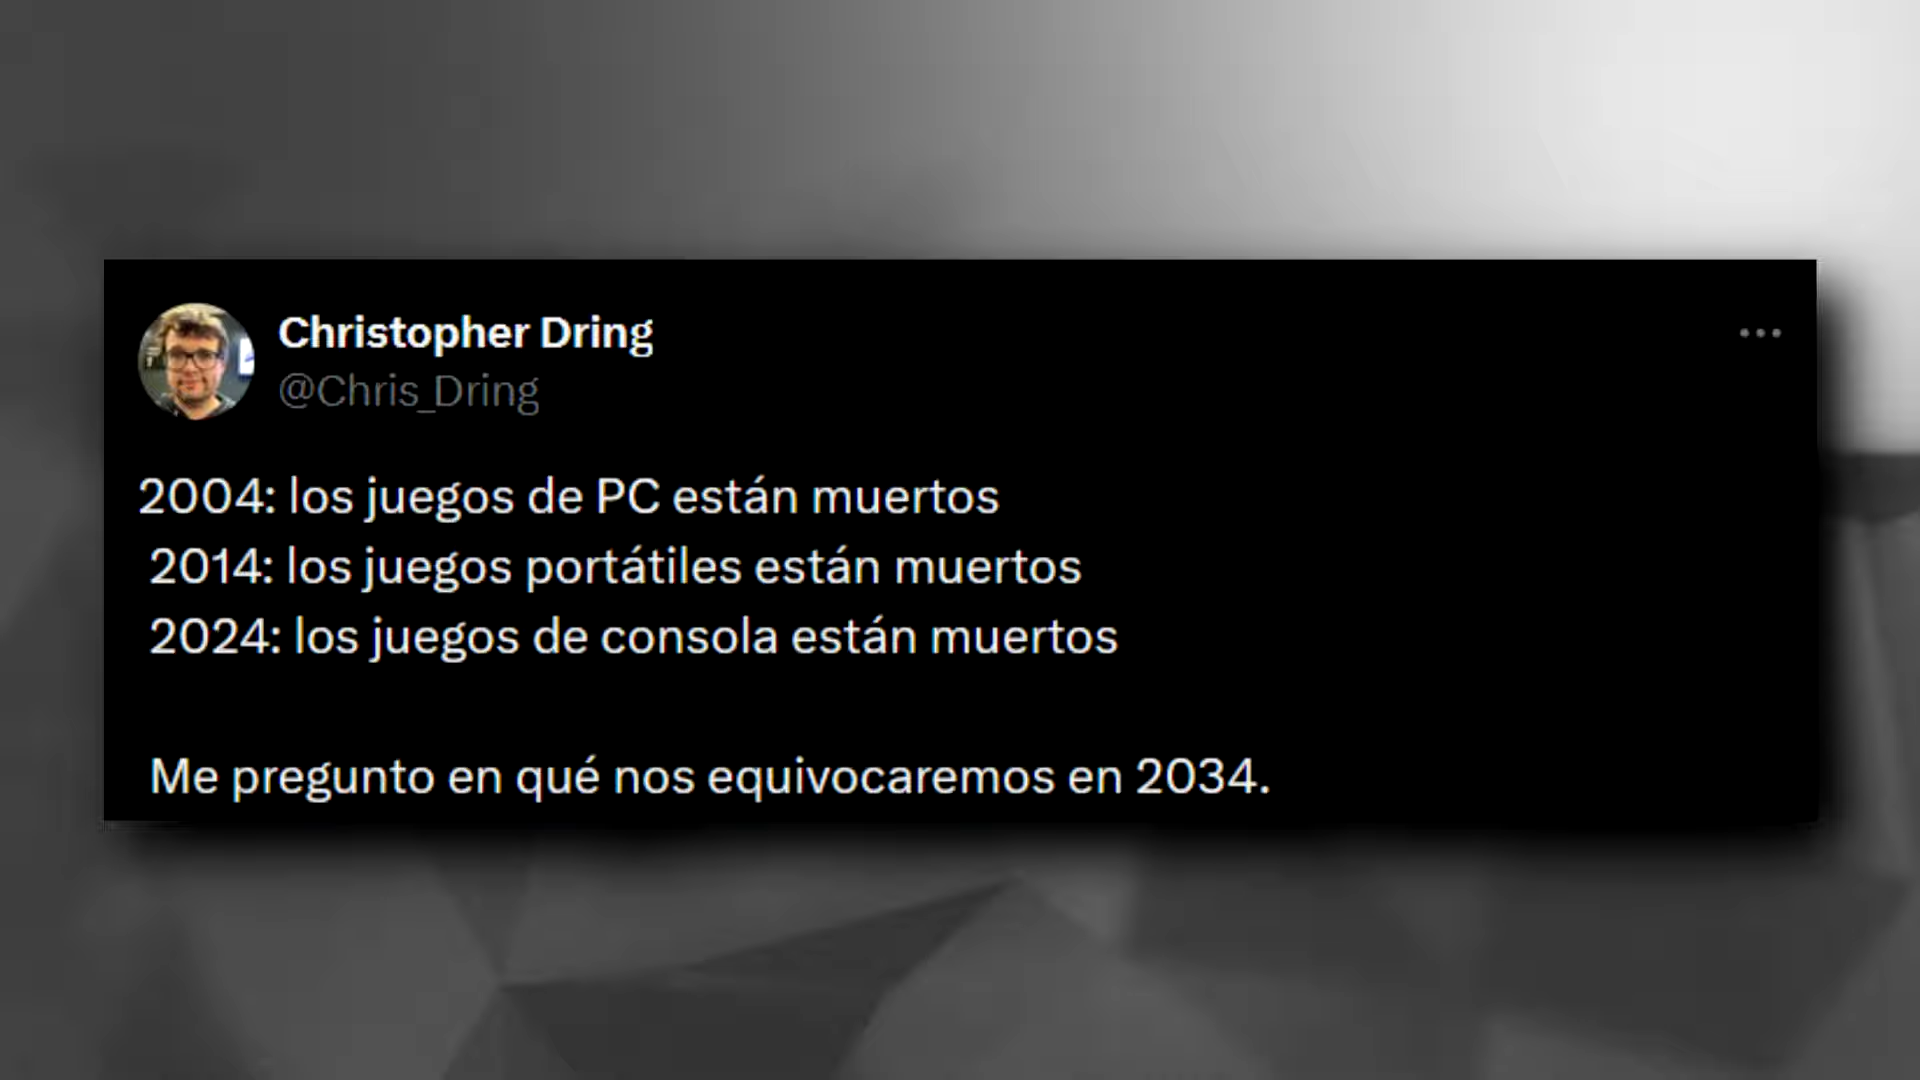 Christopher Dring
@Chris_Dring
2004: los juegos de PC están muertos
2014: los juegos portátiles están muertos
2024: los juegos de consola están muertos
Me pregunto en qué nos equivocaremos en 2034.